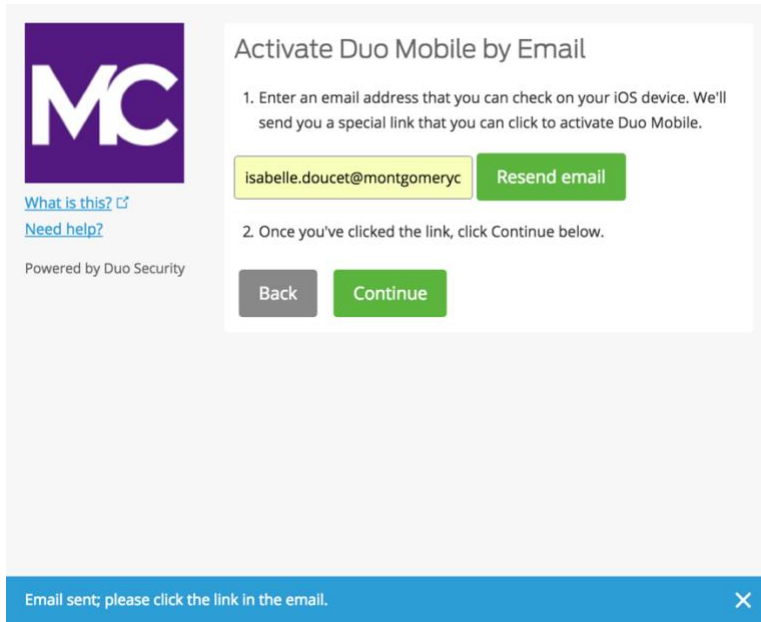 MC
What is this?
Need help?
Powered by Duo Security
Activate Duo Mobile by Email
1. Enter an email address that you can check on your iOS device. We'll
send you a special link that you can click to activate Duo Mobile.
isabelle.doucet@montgomeryc
Resend email
2. Once you've clicked the link, click Continue below.
Back
Continue
Email sent; please click the link in the email.